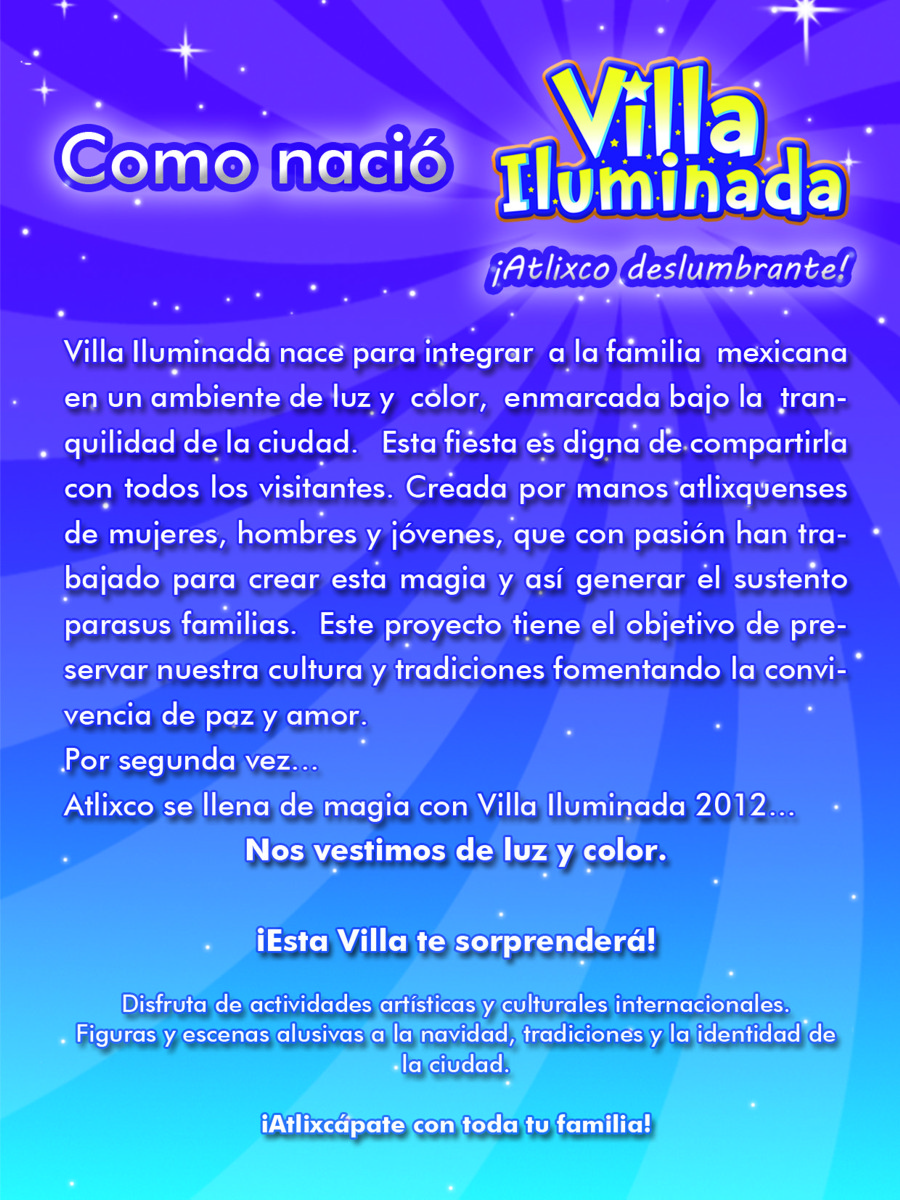 Como nació
Villa
Iluminada
¡Atlixco deslumbrante!
Villa Iluminada nace para integrar a la familia mexicana
en un ambiente de luz y color, enmarcada bajo la tran-
quilidad de la ciudad. Esta fiesta es digna de compartirla
con todos los visitantes. Creada por manos atlixquenses
de mujeres, hombres y jóvenes, que con pasión han tra-
bajado para crear esta magia y así generar el sustento
parasus familias. Este proyecto tiene el objetivo de pre-
servar nuestra cultura y tradiciones fomentando la convi-
vencia de paz y amor.
Por segunda vez...
Atlixco se llena de magia con Villa Iluminada 2012...
Nos vestimos de luz y color.
¡Esta Villa te sorprenderá!
Disfruta de actividades artísticas y culturales internacionales.
Figuras y escenas alusivas a la navidad, tradiciones y la identidad de
la ciudad.
¡Atlixcápate con toda tu familia!